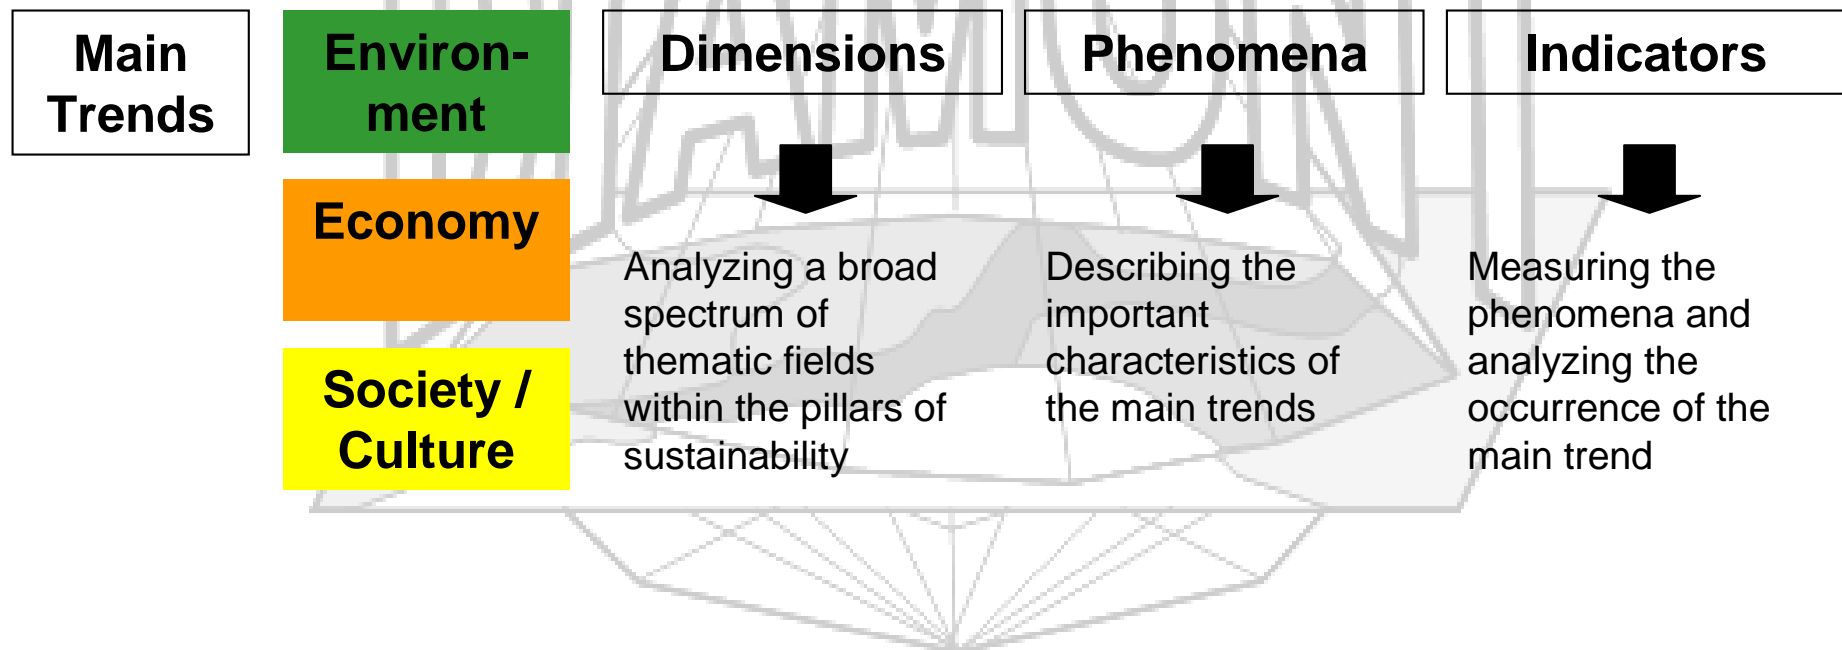 Main
Trends
Environ-
ment
Economy
Society /
Culture
Dimensions
Analyzing a broad
spectrum of
thematic fields
within the pillars of
sustainability
Phenomena
Describing the
important
characteristics of
the main trends
Indicators
Measuring the
phenomena and
analyzing the
occurrence of the
main trend